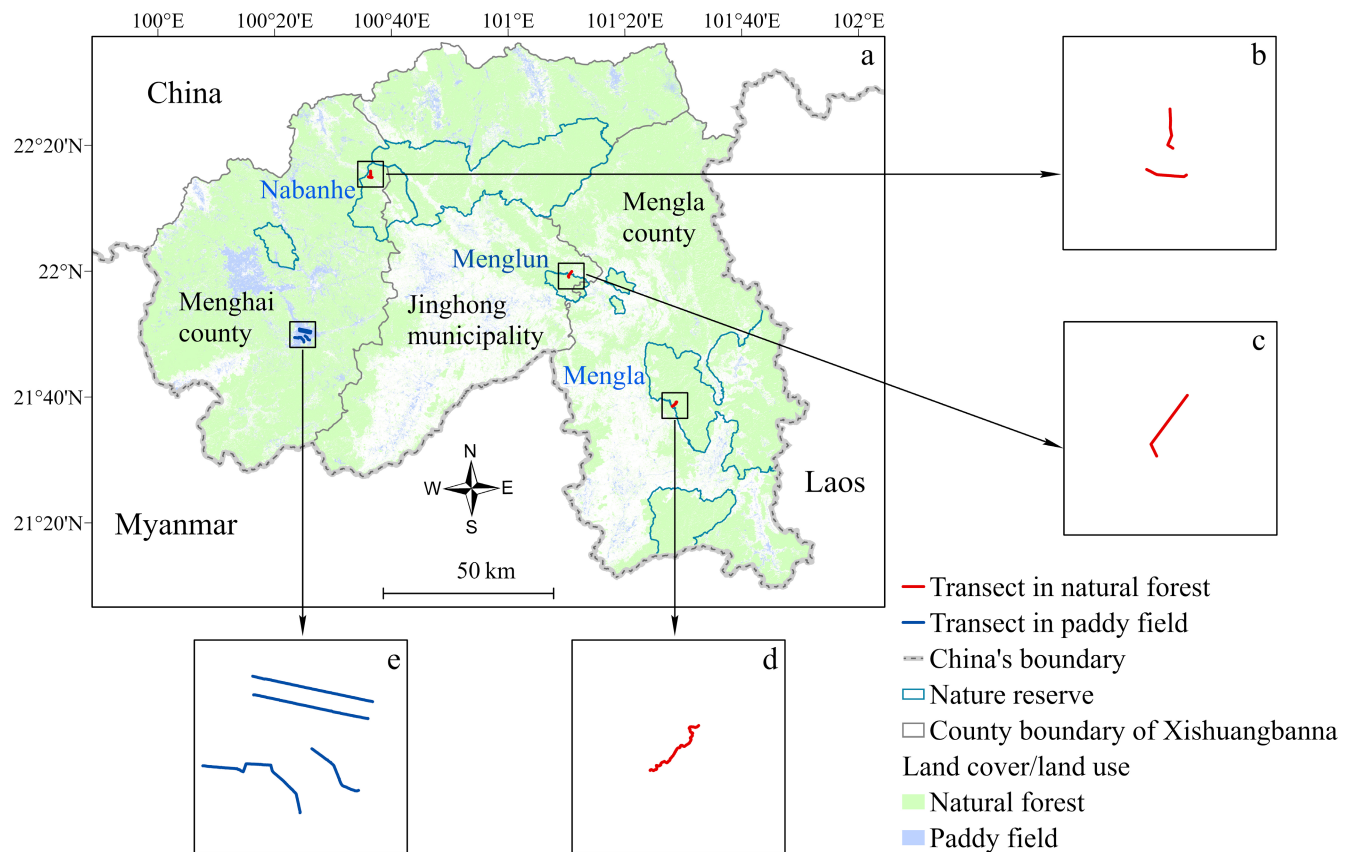 100°E 100°20'E 100°40'E 101°E 101°20'E 101°40'E 102°E
a
b
China
22°20'N
Nabanhe
Mengla
county
Menglun
22°N
Menghai
county
Jinghong
municipality
c
Mengla
21°40'N
N
W E
S
Laos
Myanmar
21°20'N
50 km
Transect in natural forest
Transect in paddy field
China's boundary
Nature reserve
County boundary of Xishuangbanna
Land cover/land use
Natural forest
Paddy field
e
d